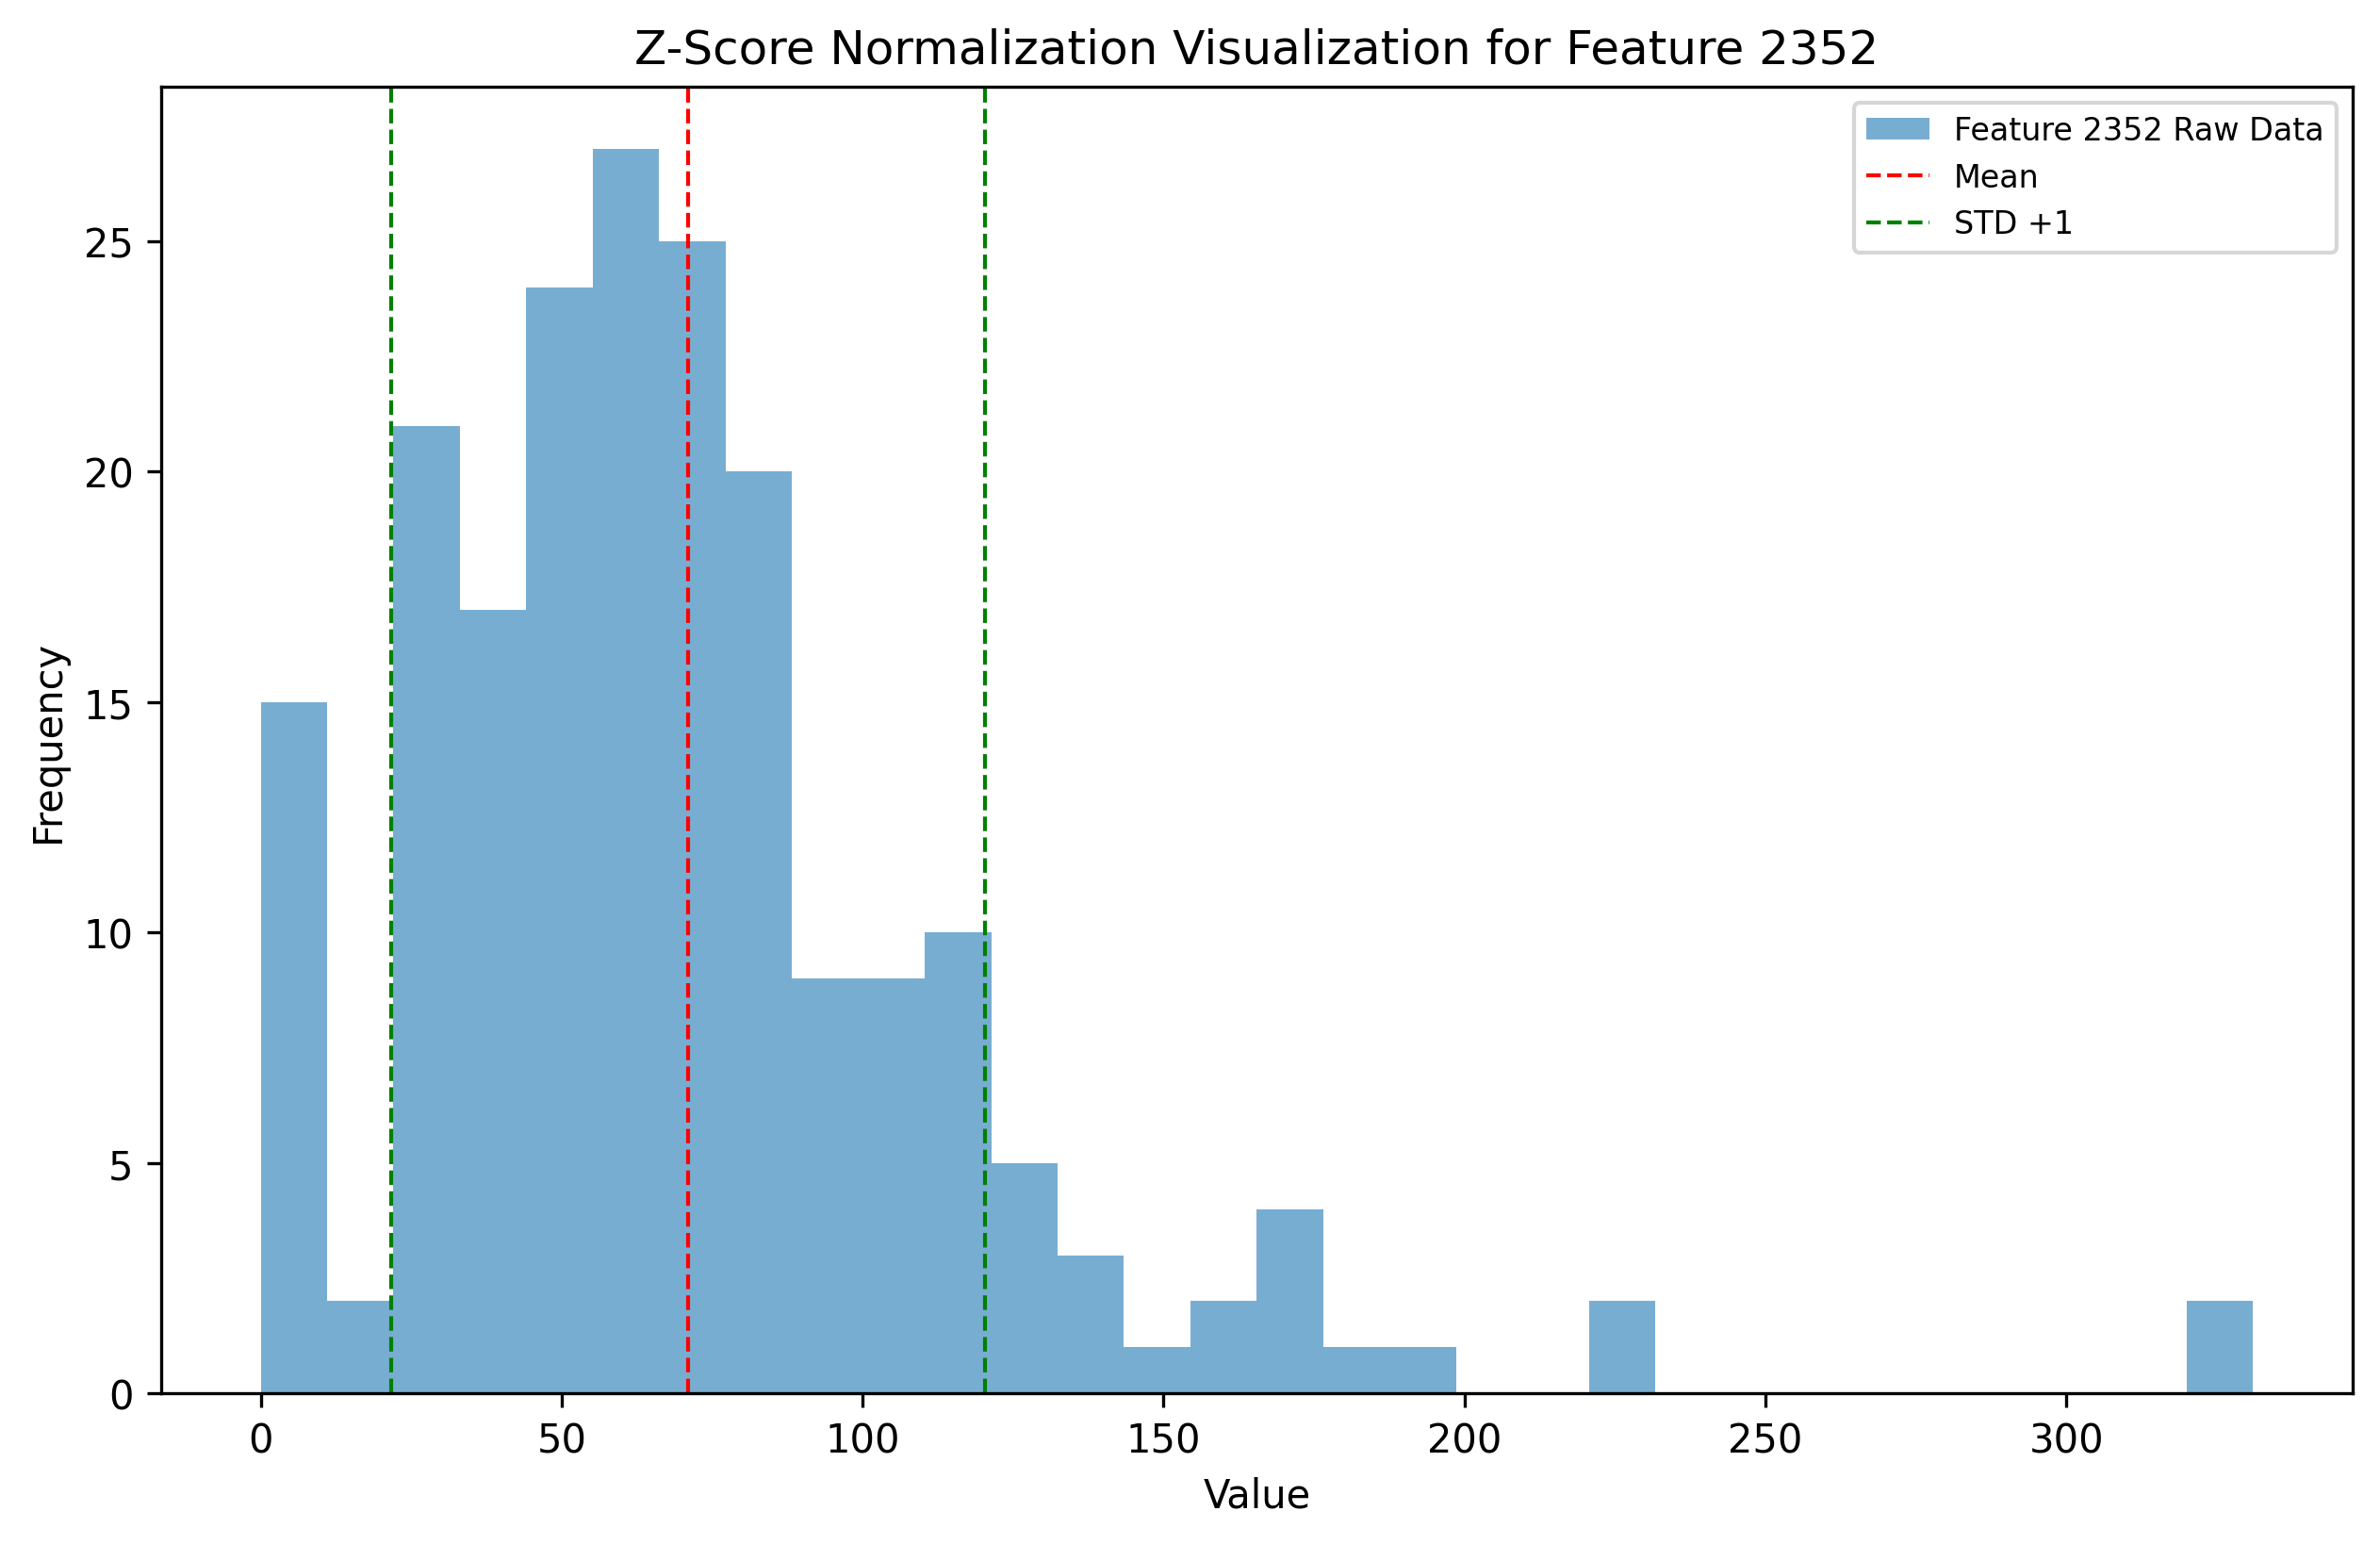 Z-Score Normalization Visualization for Feature 2352
Feature 2352 Raw Data
Mean
STD +1
Frequency
25
20
15
10
5
0
0 50 100 150 200 250 300
Value